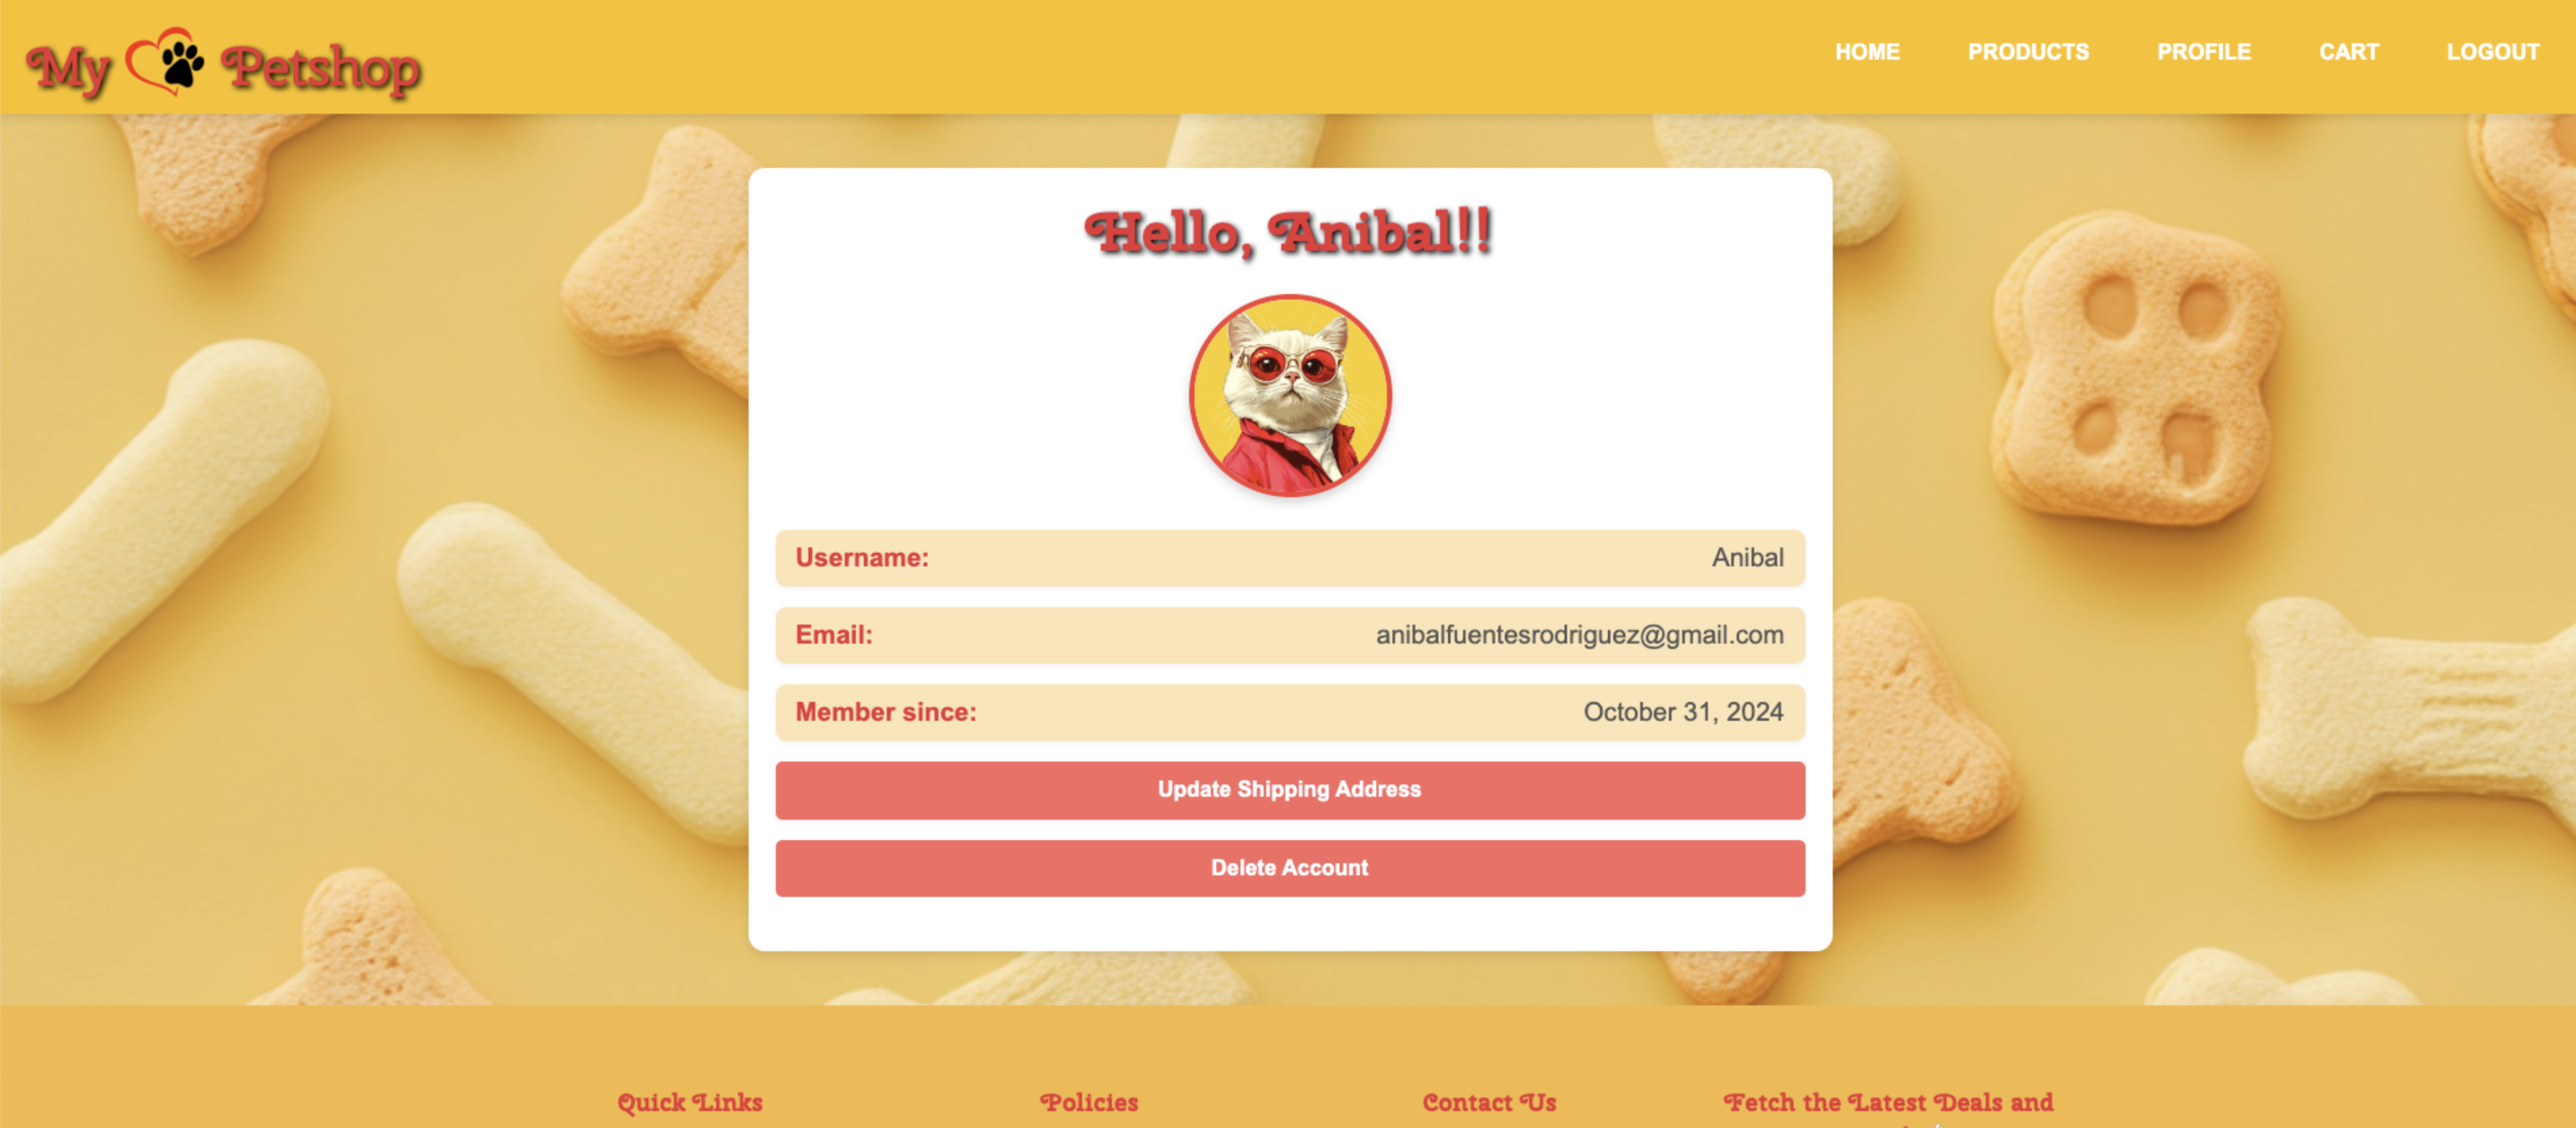 My Petshop
HOME PRODUCTS PROFILE CART LOGOUT
Hello, Anibal!!
Username: Anibal
Email: anibalfuentesrodriguez@gmail.com
Member since: October 31, 2024
Update Shipping Address
Delete Account
Quick Links Policies Contact Us Fetch the Latest Deals and